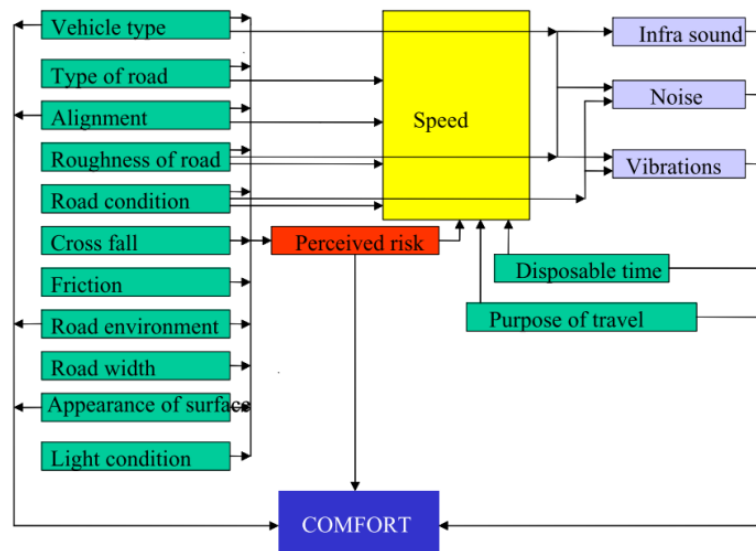 Vehicle type
Type of road
Alignment
Roughness of road
Road condition
Cross fall
Friction
Road environment
Road width
Appearance of surface
Light condition
Speed
Perceived risk
Infra sound
Noise
Vibrations
Disposable time
Purpose of travel
COMFORT